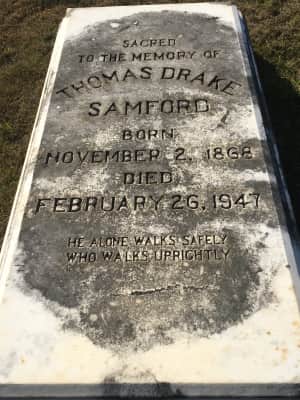 SACRED
TO THE MEMORY OF
THOMAS DRAKE
SAMFORD
BORN
NOVEMBER 2, 1868
DIED
FEBRUARY 26, 1947
HE ALONE WALKS SAFELY
WHO WALKS UPRIGHTLY